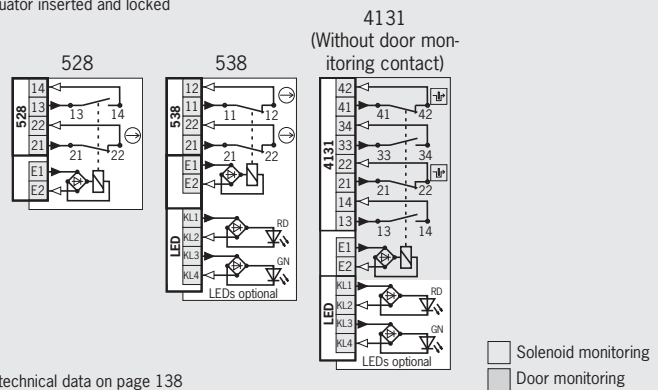 uator inserted and locked
528
14
13
22
21
E1
E2
528
13 14
21 22
538
12
11
22
21
E1
E2
KL1
KL2
KL3
KL4
538
LED
11 12
21 22
RD
GN
LEDs optional
4131
(Without door mon-
itoring contact)
42
41
34
33
22
21
14
13
E1
E2
KL1
KL2
KL3
KL4
4131
LED
41 42
33 34
21 22
13 14
RD
GN
LEDs optional
Solenoid monitoring
Door monitoring
technical data on page 138